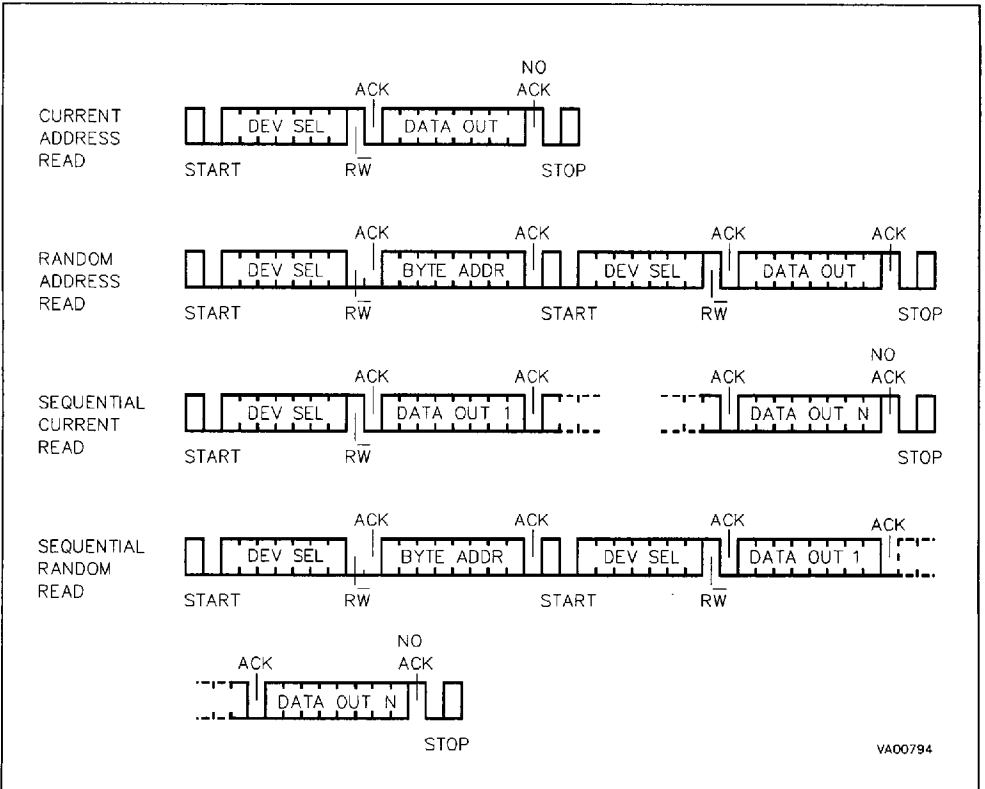 NO
ACK ACK
CURRENT
ADDRESS
READ
DEV SEL DATA OUT
START RW̅ STOP
ACK ACK ACK ACK
RANDOM
ADDRESS
READ
DEV SEL BYTE ADDR DEV SEL DATA OUT
START RW̅ START RW̅ STOP
NO
ACK ACK ACK ACK
SEQUENTIAL
CURRENT
READ
DEV SEL DATA OUT 1 DATA OUT N
START RW̅ STOP
ACK ACK ACK ACK
SEQUENTIAL
RANDOM
READ
DEV SEL BYTE ADDR DEV SEL DATA OUT 1
START RW̅ START RW̅
NO
ACK ACK
DATA OUT N
STOP
VA00794